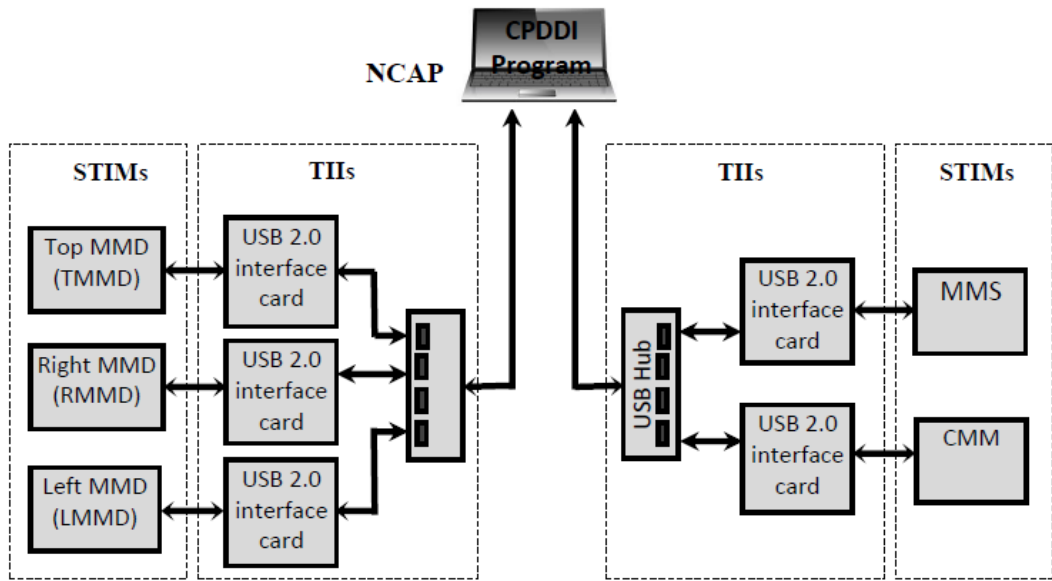 CPDDI
Program
NCAP
STIMs
TIIs
TIIs
STIMs
Top MMD
(TMMD)
USB 2.0
interface
card
Right MMD
(RMMD)
USB 2.0
interface
card
Left MMD
(LMMD)
USB 2.0
interface
card
USB Hub
USB 2.0
interface
card
MMS
USB 2.0
interface
card
CMM